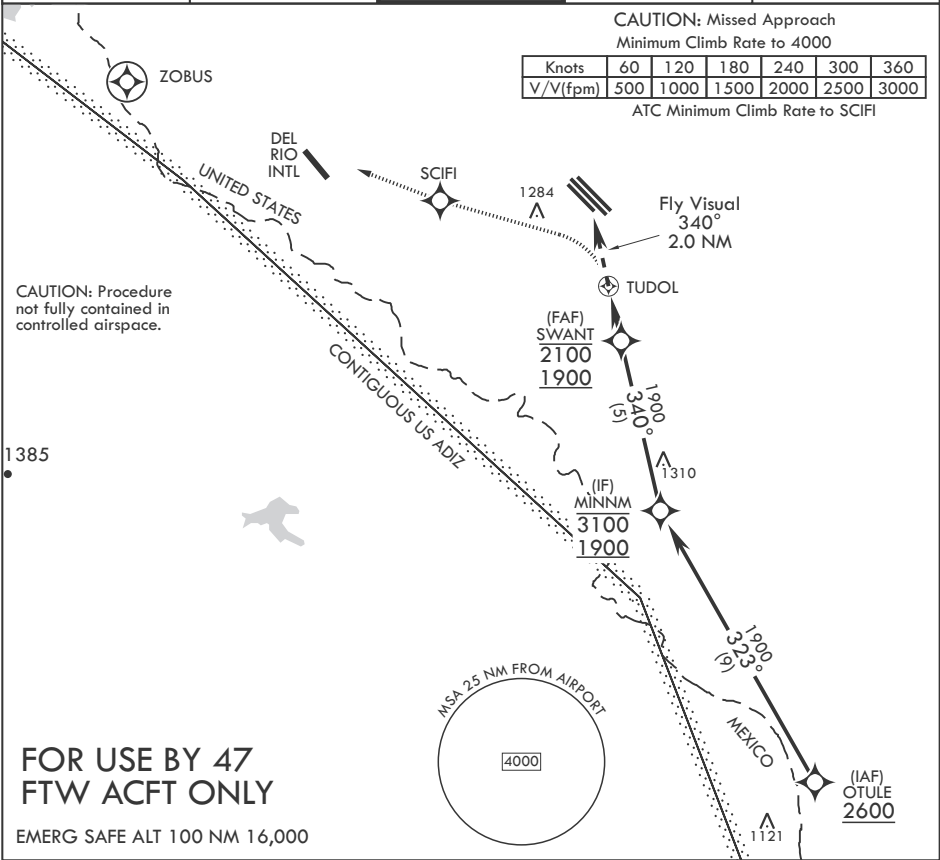 CAUTION: Missed Approach
Minimum Climb Rate to 4000
Knots 60 120 180 240 300 360
V/V(fpm) 500 1000 1500 2000 2500 3000
ATC Minimum Climb Rate to SCIFI
ZOBUS
DEL
RIO
INTL
SCIFI
1284
UNITED STATES
Fly Visual
340°
2.0 NM
TUDOL
CAUTION: Procedure
not fully contained in
controlled airspace.
(FAF)
SWANT
2100
1900
CONTIGUOUS US ADIZ
1900
340°
(5)
1385
1310
(IF)
MINNM
3100
1900
1900
323°
(9)
MSA 25 NM FROM AIRPORT
4000
MEXICO
FOR USE BY 47
FTW ACFT ONLY
(IAF)
OTULE
2600
EMERG SAFE ALT 100 NM 16,000
1121